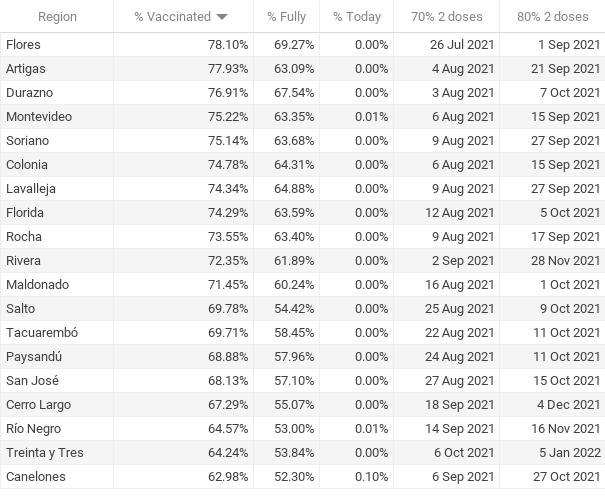 Region % Vaccinated % Fully % Today 70% 2 doses 80% 2 doses
Flores 78.10% 69.27% 0.00% 26 Jul 2021 1 Sep 2021
Artigas 77.93% 63.09% 0.00% 4 Aug 2021 21 Sep 2021
Durazno 76.91% 67.54% 0.00% 3 Aug 2021 7 Oct 2021
Montevideo 75.22% 63.35% 0.01% 6 Aug 2021 15 Sep 2021
Soriano 75.14% 63.68% 0.00% 9 Aug 2021 27 Sep 2021
Colonia 74.78% 64.31% 0.00% 6 Aug 2021 15 Sep 2021
Lavalleja 74.34% 64.88% 0.00% 9 Aug 2021 27 Sep 2021
Florida 74.29% 63.59% 0.00% 12 Aug 2021 5 Oct 2021
Rocha 73.55% 63.40% 0.00% 9 Aug 2021 17 Sep 2021
Rivera 72.35% 61.89% 0.00% 2 Sep 2021 28 Nov 2021
Maldonado 71.45% 60.24% 0.00% 16 Aug 2021 1 Oct 2021
Salto 69.78% 54.42% 0.00% 25 Aug 2021 9 Oct 2021
Tacuarembó 69.71% 58.45% 0.00% 22 Aug 2021 11 Oct 2021
Paysandú 68.88% 57.96% 0.00% 24 Aug 2021 11 Oct 2021
San José 68.13% 57.10% 0.00% 27 Aug 2021 15 Oct 2021
Cerro Largo 67.29% 55.07% 0.00% 18 Sep 2021 4 Dec 2021
Río Negro 64.57% 53.00% 0.01% 14 Sep 2021 16 Nov 2021
Treinta y Tres 64.24% 53.84% 0.00% 6 Oct 2021 5 Jan 2022
Canelones 62.98% 52.30% 0.10% 6 Sep 2021 27 Oct 2021